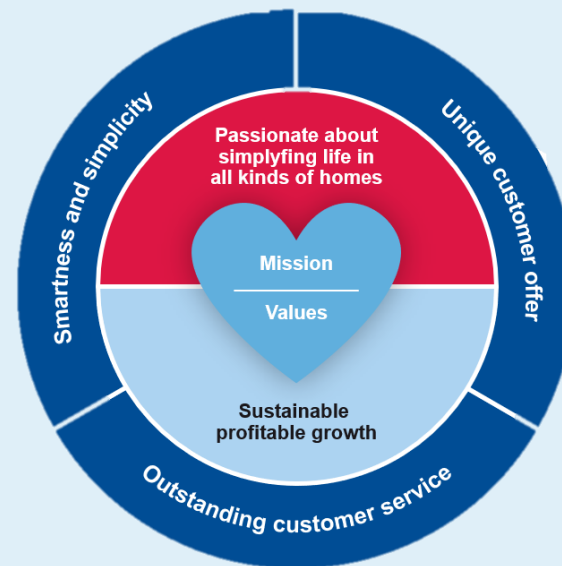 Smartness and simplicity
Unique customer offer
Passionate about
simplyfing life in
all kinds of homes
Mission
Values
Sustainable
profitable growth
Outstanding customer service